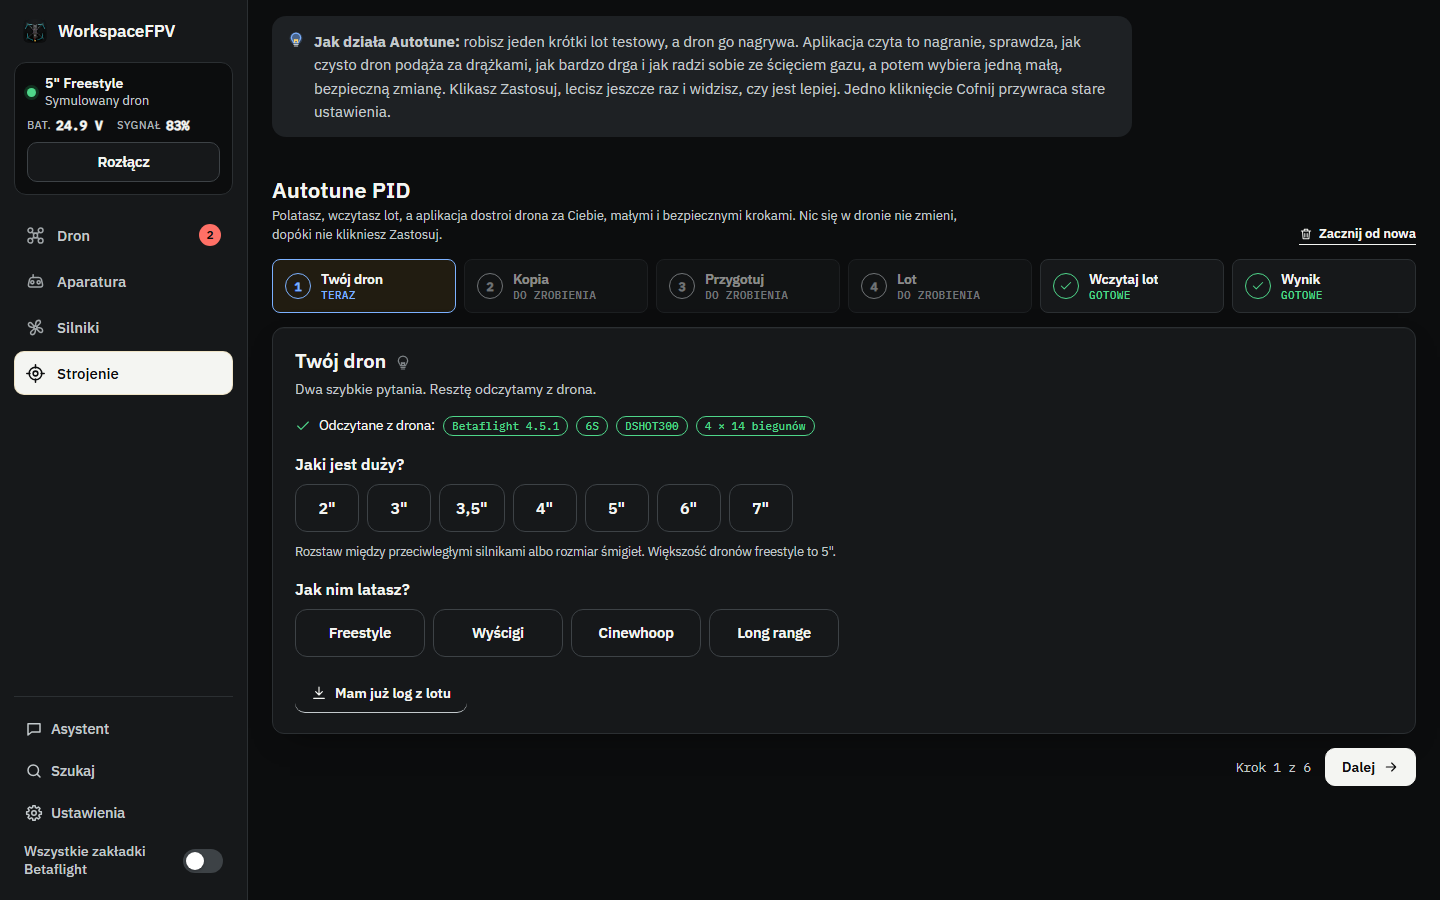 WorkspaceFPV
5" Freestyle
Symulowany dron
BAT. 24.9 V SYGNAŁ 83%
Rozłącz
Dron 2
Aparatura
Silniki
Strojenie
Asystent
Szukaj
Ustawienia
Wszystkie zakładki
Betaflight
Jak działa Autotune: robisz jeden krótki lot testowy, a dron go nagrywa. Aplikacja czyta to nagranie, sprawdza, jak
czysto dron podąża za drążkami, jak bardzo drga i jak radzi sobie ze ścięciem gazu, a potem wybiera jedną małą,
bezpieczną zmianę. Klikasz Zastosuj, lecisz jeszcze raz i widzisz, czy jest lepiej. Jedno kliknięcie Cofnij przywraca stare
ustawienia.
Autotune PID
Polatasz, wczytasz lot, a aplikacja dostroi drona za Ciebie, małymi i bezpiecznymi krokami. Nic się w dronie nie zmieni,
dopóki nie klikniesz Zastosuj.
Zacznij od nowa
1 Twój dron TERAZ
2 Kopia DO ZROBIENIA
3 Przygotuj DO ZROBIENIA
4 Lot DO ZROBIENIA
Wczytaj lot GOTOWE
Wynik GOTOWE
Twój dron
Dwa szybkie pytania. Resztę odczytamy z drona.
Odczytane z drona: Betaflight 4.5.1 6S DSHOT300 4 × 14 biegunów
Jaki jest duży?
2" 3" 3,5" 4" 5" 6" 7"
Rozstaw między przeciwległymi silnikami albo rozmiar śmigieł. Większość dronów freestyle to 5".
Jak nim latasz?
Freestyle Wyścigi Cinewhoop Long range
Mam już log z lotu
Krok 1 z 6 Dalej